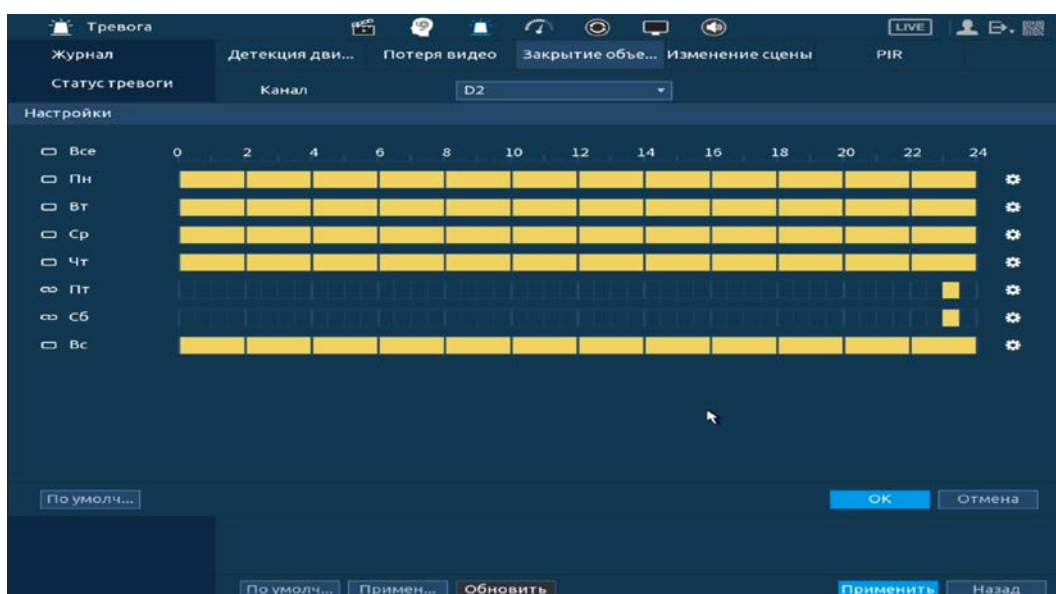 Тревога LIVE
Журнал Детекция дви... Потеря видео Закрытие объе... Изменение сцены PIR
Статус тревоги Канал D2
Настройки
Все 0 2 4 6 8 10 12 14 16 18 20 22 24
Пн
Вт
Ср
Чт
Пт
Сб
Вс
По умолч... OK Отмена
По умолч... Примен... Обновить Применить Назад